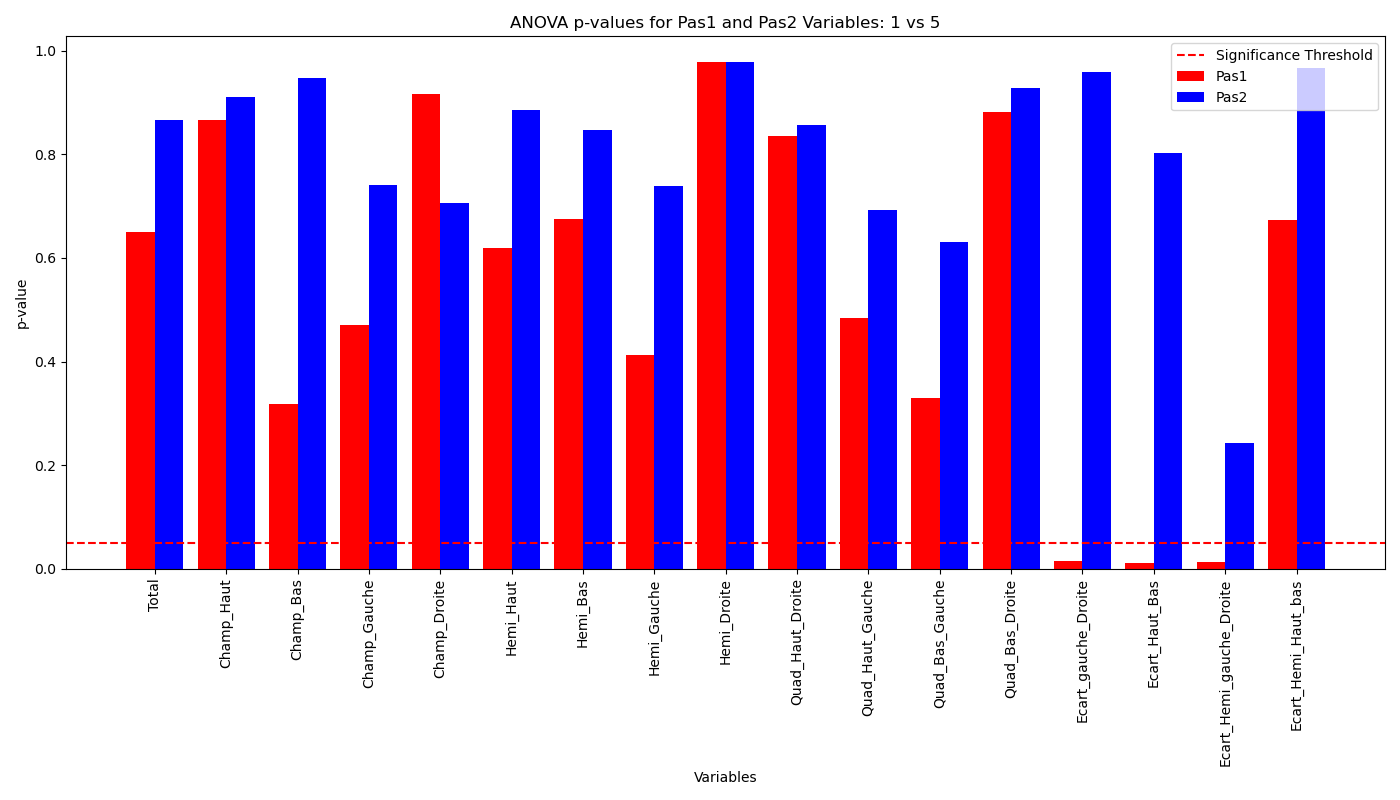 ANOVA p-values for Pas1 and Pas2 Variables: 1 vs 5
Significance Threshold
Pas1
Pas2
p-value
1.0
0.8
0.6
0.4
0.2
0.0
Total
Champ_Haut
Champ_Bas
Champ_Gauche
Champ_Droite
Hemi_Haut
Hemi_Bas
Hemi_Gauche
Hemi_Droite
Quad_Haut_Droite
Quad_Haut_Gauche
Quad_Bas_Gauche
Quad_Bas_Droite
Ecart_gauche_Droite
Ecart_Haut_Bas
Ecart_Hemi_gauche_Droite
Ecart_Hemi_Haut_bas
Variables